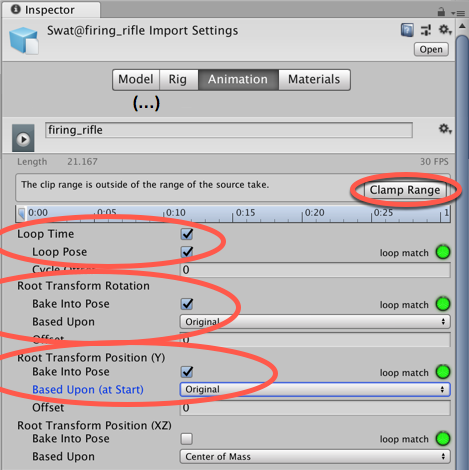 Inspector
Swat@firing_rifle Import Settings
Open
Model Rig Animation Materials
(...)
firing_rifle
Length 21.167 30 FPS
The clip range is outside of the range of the source take. Clamp Range
0:00 0:05 0:10 0:15 0:20 0:25 1
Loop Time
Loop Pose loop match
Cycle Offset 0
Root Transform Rotation
Bake Into Pose loop match
Based Upon Original
Offset 0
Root Transform Position (Y)
Bake Into Pose loop match
Based Upon (at Start) Original
Offset 0
Root Transform Position (XZ)
Bake Into Pose loop match
Based Upon Center of Mass